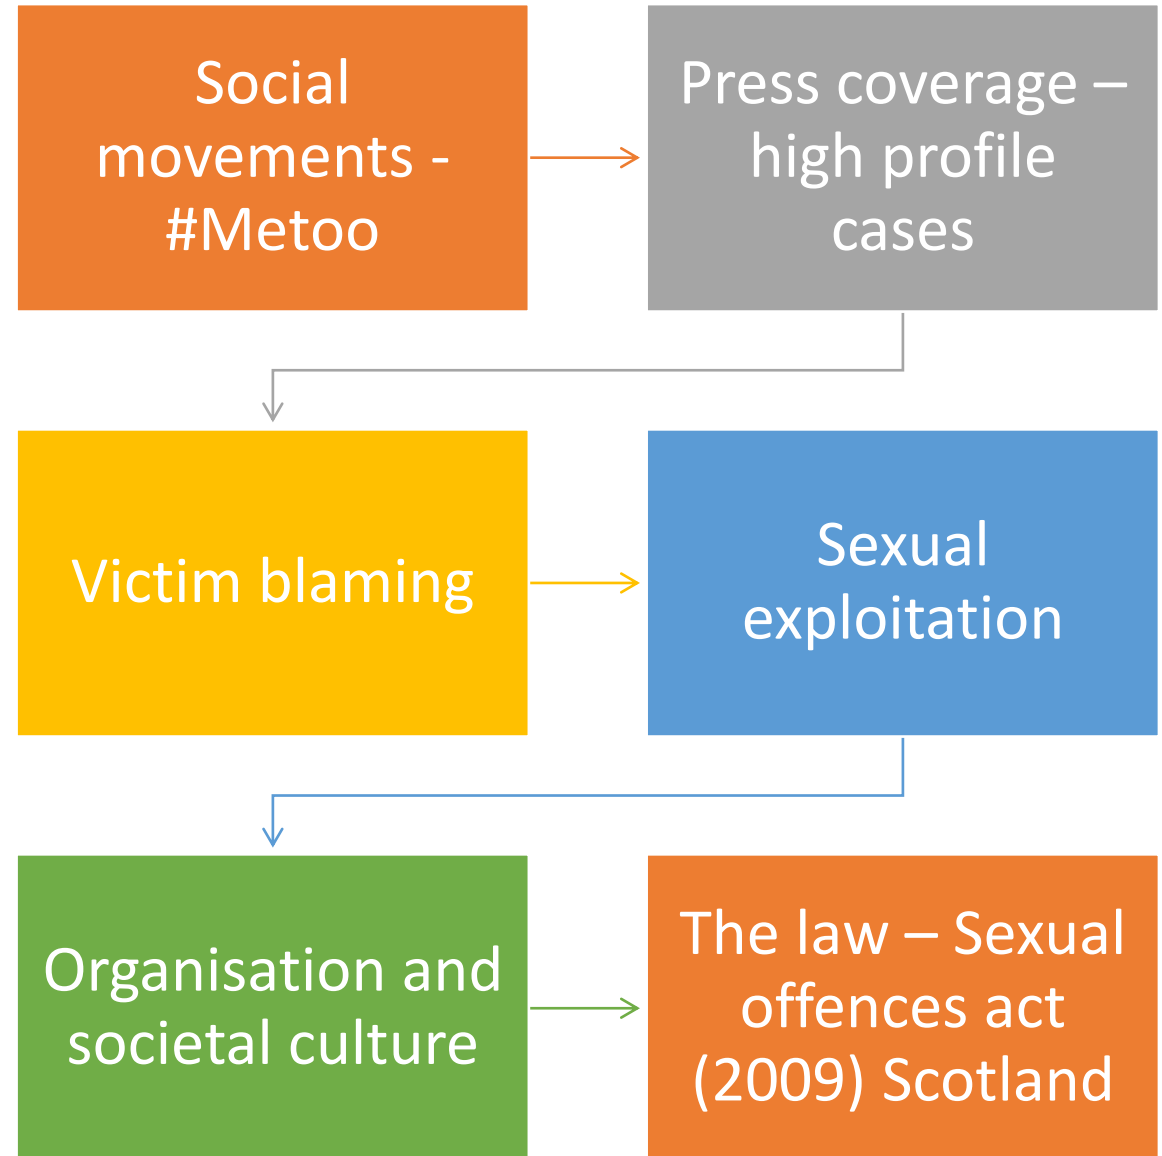 Social
movements -
#Metoo
Press coverage –
high profile
cases
Victim blaming
Sexual
exploitation
Organisation and
societal culture
The law – Sexual
offences act
(2009) Scotland